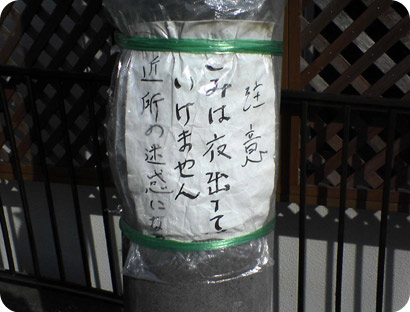 注意
ごみは夜出して
いけません
近所の迷惑にな